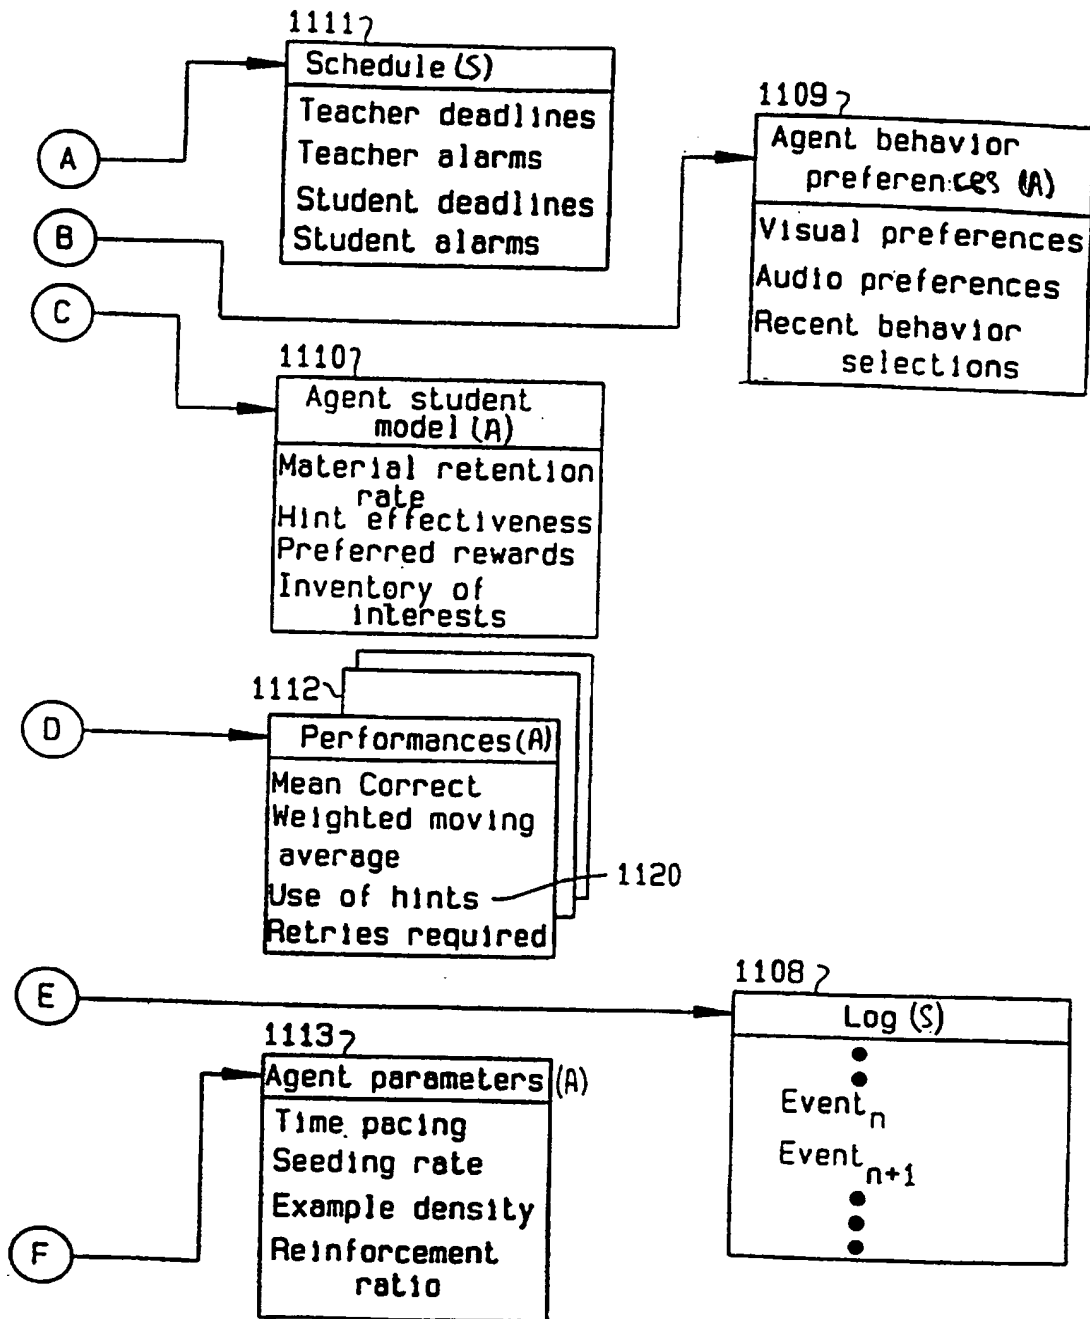 1111
Schedule (S)
Teacher deadlines
Teacher alarms
Student deadlines
Student alarms
A
B
C
1109
Agent behavior
preferences (A)
Visual preferences
Audio preferences
Recent behavior
selections
1110
Agent student
model (A)
Material retention
rate
Hint effectiveness
Preferred rewards
Inventory of
interests
D
1112
Performances (A)
Mean Correct
Weighted moving
average
Use of hints
1120
Retries required
E
1108
Log (S)
Event n
Event n+1
1113
Agent parameters (A)
Time pacing
Seeding rate
Example density
Reinforcement
ratio
F